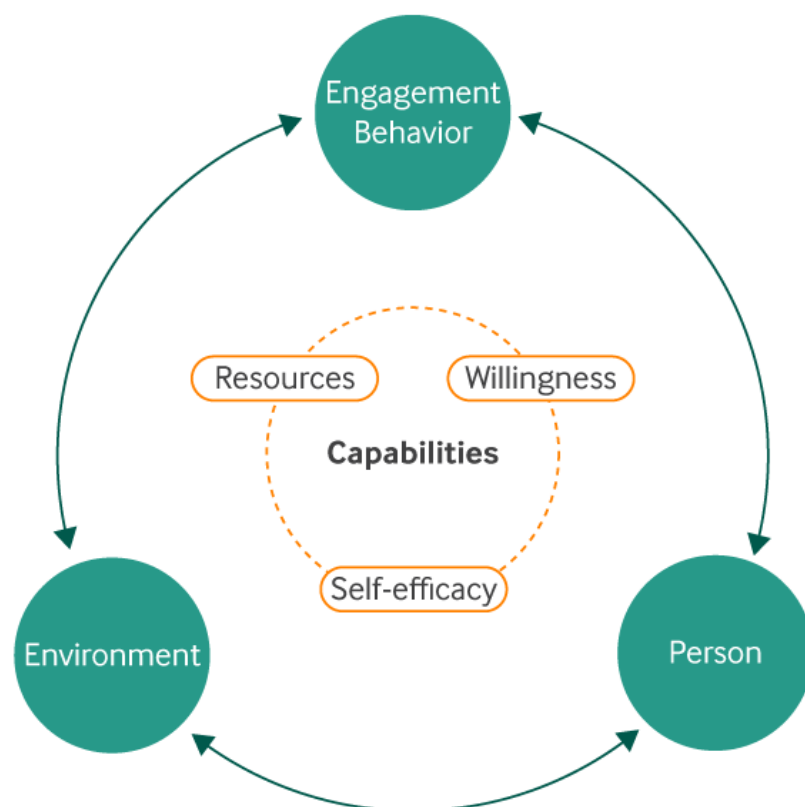 Engagement
Behavior
Resources
Willingness
Capabilities
Self-efficacy
Environment
Person